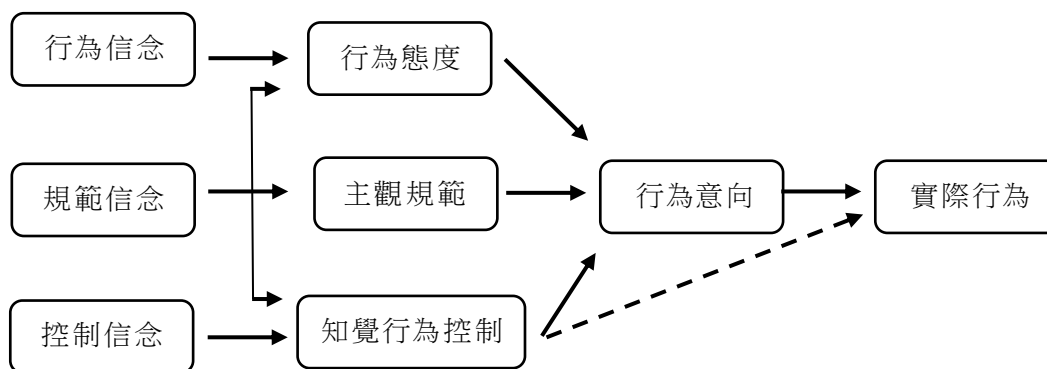 行為信念
行為態度
規範信念
主觀規範
行為意向
實際行為
控制信念
知覺行為控制